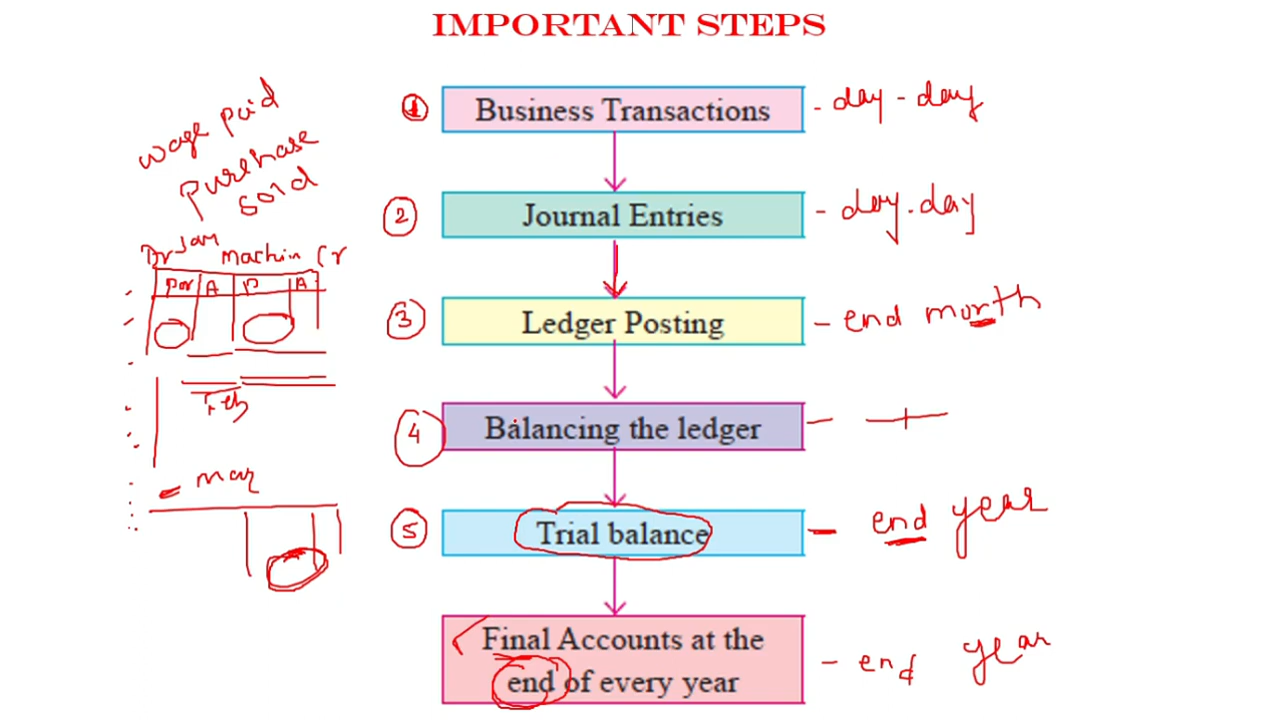 IMPORTANT STEPS
wage paid
purchase
sold
① Business Transactions - day - day
② Journal Entries - day - day
Dr Jan Machin Cr
Par A P A
③ Ledger Posting - end month
Feb
④ Balancing the ledger
mar
⑤ Trial balance - end year
Final Accounts at the
end of every year - end year